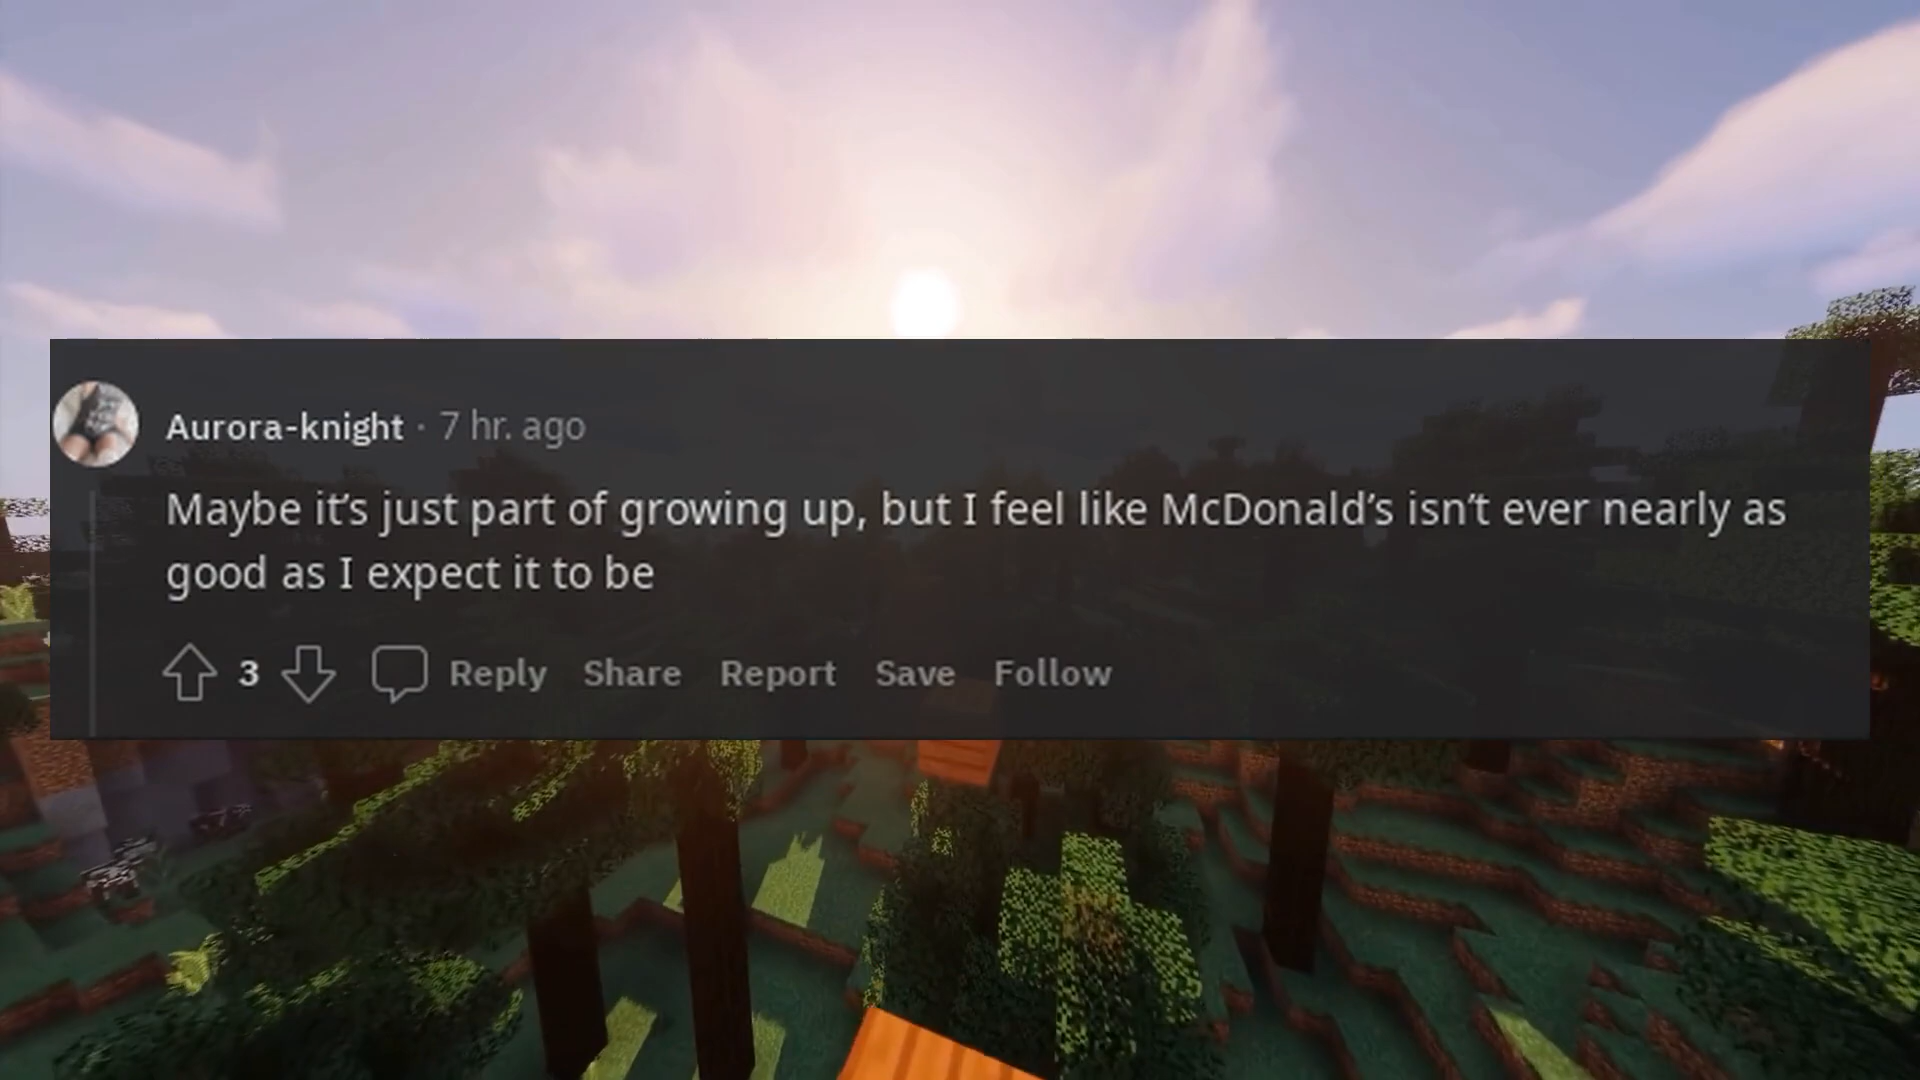 Aurora-knight · 7 hr. ago
Maybe it’s just part of growing up, but I feel like McDonald’s isn’t ever nearly as
good as I expect it to be
3 Reply Share Report Save Follow